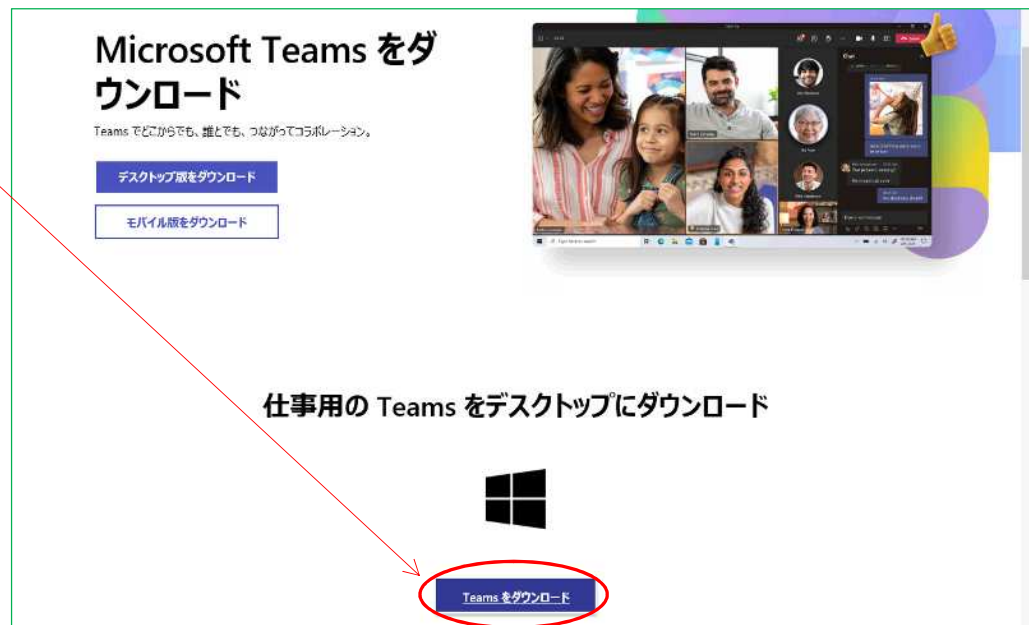 Microsoft Teams をダ
ウンロード
Teams でどこからでも、誰とでも、つながってコラボレーション。
デスクトップ版をダウンロード
モバイル版をダウンロード
Chat
仕事用の Teams をデスクトップにダウンロード
Teams をダウンロード